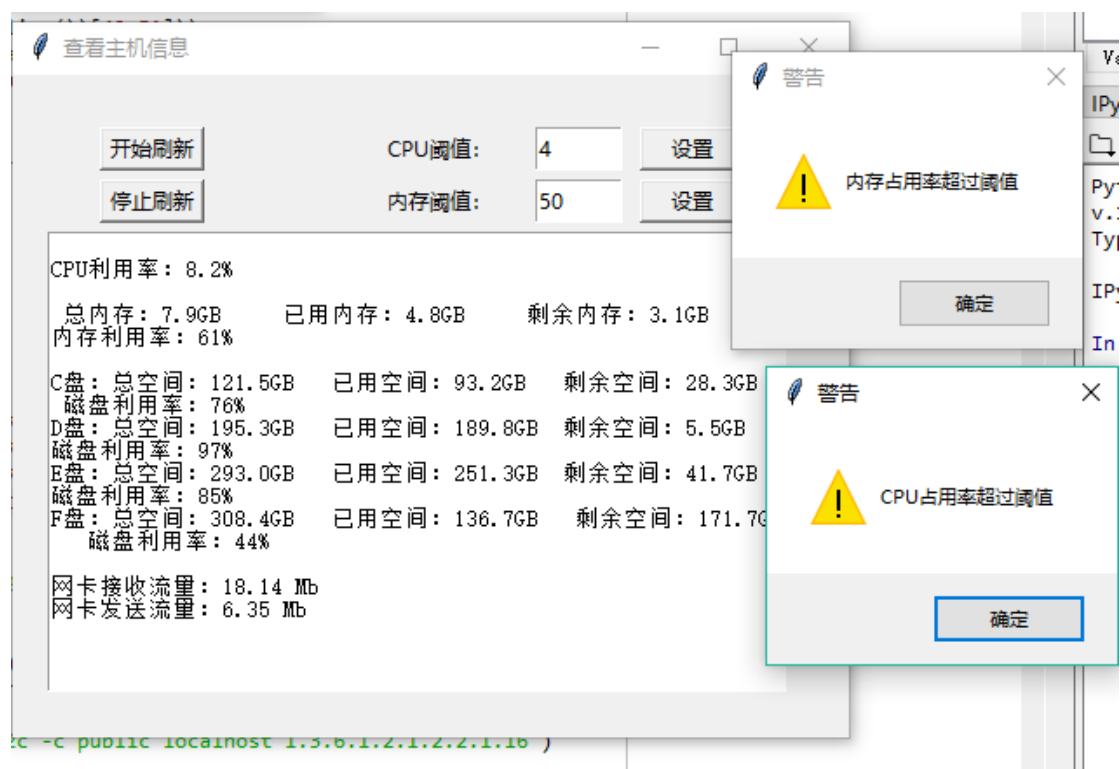 查看主机信息
警告
内存占用率超过阈值
确定
开始刷新
CPU阈值:
4
设置
停止刷新
内存阈值:
50
设置
CPU利用率: 8.2%
总内存: 7.9GB 已用内存: 4.8GB 剩余内存: 3.1GB
内存利用率: 61%
C盘: 总空间: 121.5GB 已用空间: 93.2GB 剩余空间: 28.3GB
磁盘利用率: 76%
D盘: 总空间: 195.3GB 已用空间: 189.8GB 剩余空间: 5.5GB
磁盘利用率: 97%
E盘: 总空间: 293.0GB 已用空间: 251.3GB 剩余空间: 41.7GB
磁盘利用率: 85%
F盘: 总空间: 308.4GB 已用空间: 136.7GB 剩余空间: 171.7G
磁盘利用率: 44%
网卡接收流量: 18.14 Mb
网卡发送流量: 6.35 Mb
警告
CPU占用率超过阈值
确定
IPy
Pyt
v.
Typ
IPy
In
-c public localhost 1.3.6.1.2.1.2.2.1.16 )